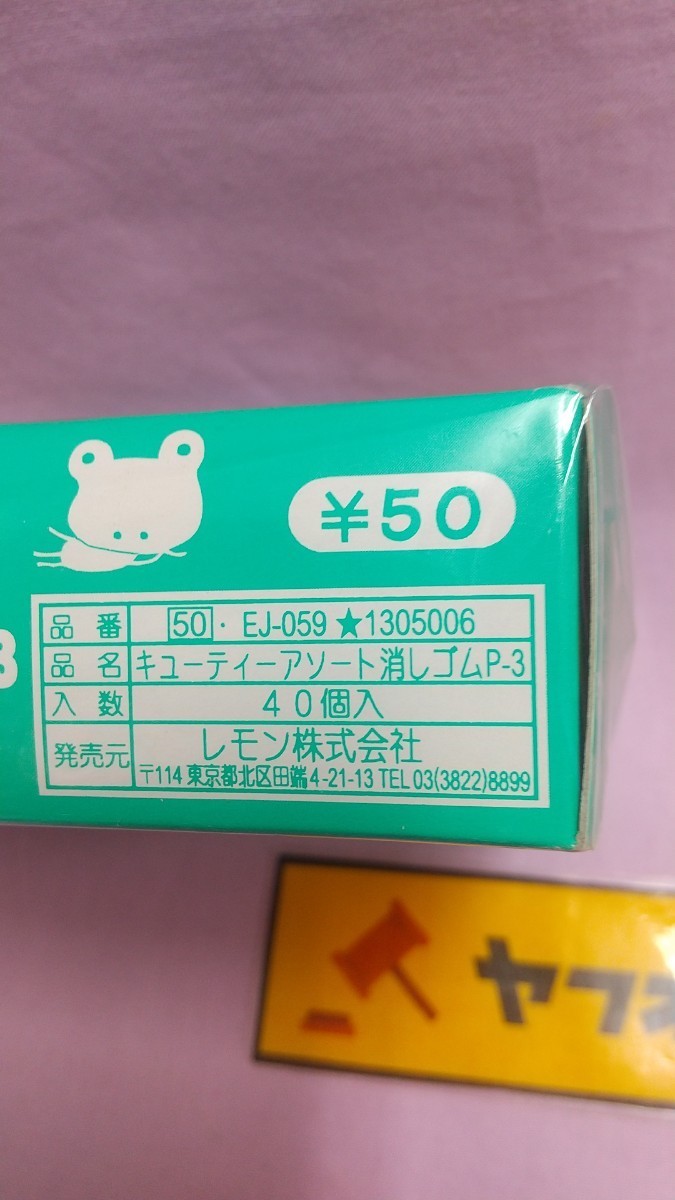 ¥50
品番 50・EJ-059★1305006
品名 キューティーアソート消しゴムP-3
入数 40個入
発売元 レモン株式会社
〒114 東京都北区田端4-21-13 TEL 03(3822)8899
ヤフオ